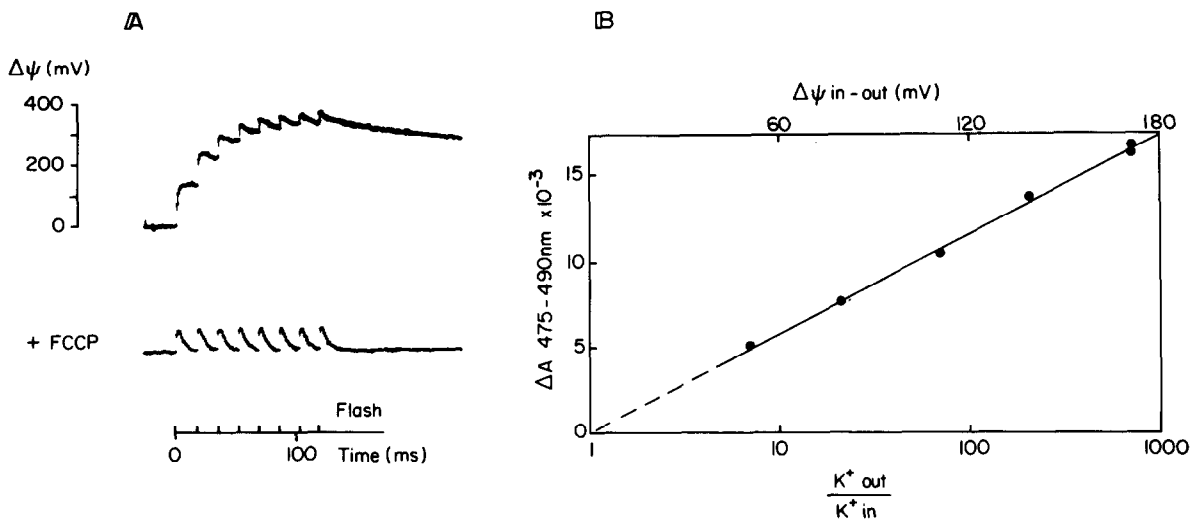 A
Δψ (mV)
400
200
0
+ FCCP
Flash
0
100
Time (ms)
B
Δψ in-out (mV)
60
120
180
ΔA 475-490nm x10⁻³
15
10
5
0
1
10
100
1000
K⁺ out
K⁺ in